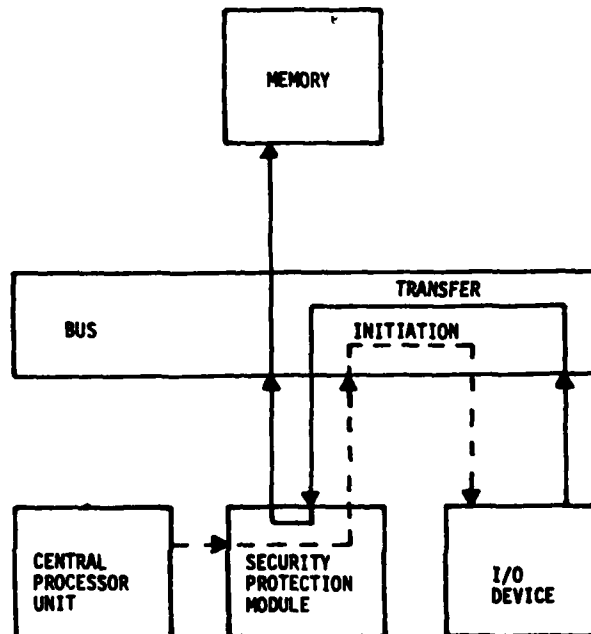 MEMORY
TRANSFER
BUS
INITIATION
CENTRAL
PROCESSOR
UNIT
SECURITY
PROTECTION
MODULE
I/O
DEVICE